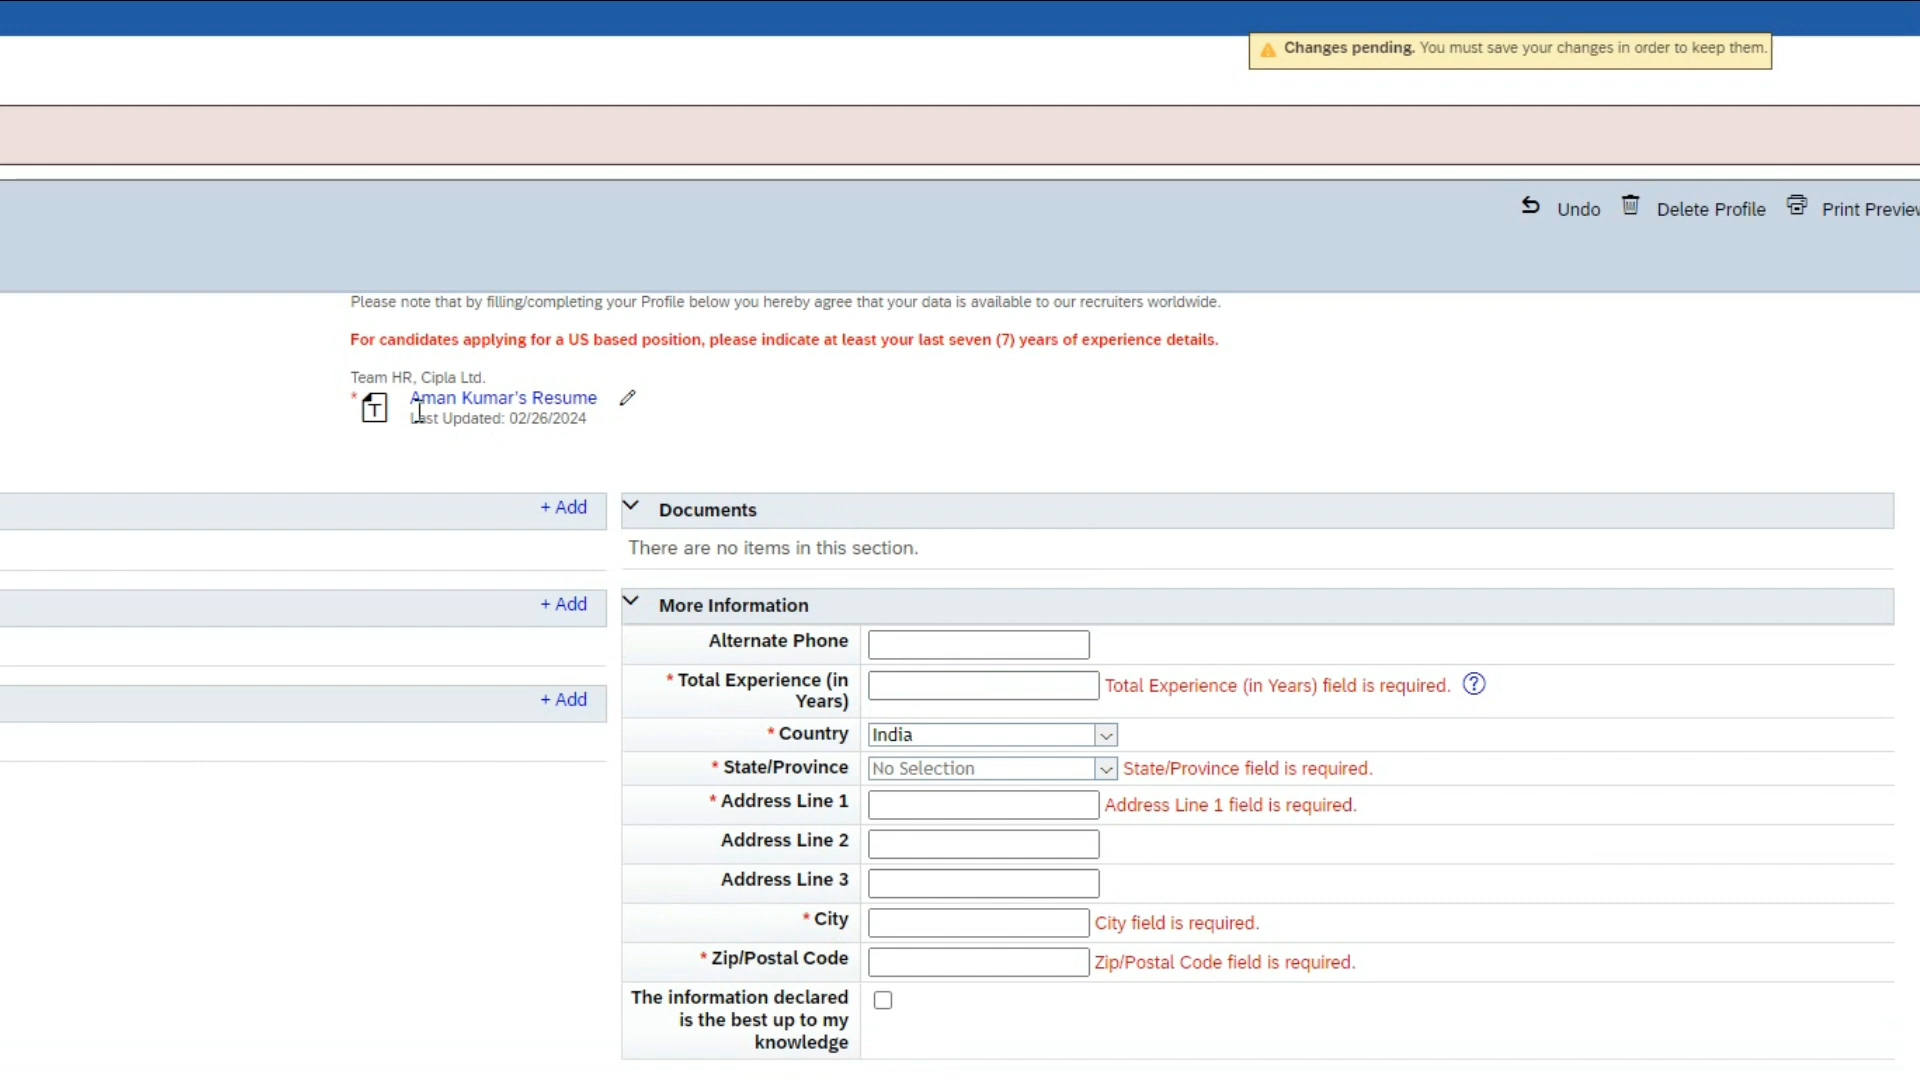 Changes pending. You must save your changes in order to keep them.
Undo
Delete Profile
Print Preview
Please note that by filling/completing your Profile below you hereby agree that your data is available to our recruiters worldwide.
For candidates applying for a US based position, please indicate at least your last seven (7) years of experience details.
Team HR, Cipla Ltd.
* Aman Kumar's Resume
Last Updated: 02/26/2024
+ Add
Documents
There are no items in this section.
+ Add
More Information
Alternate Phone
* Total Experience (in
Years)
Total Experience (in Years) field is required.
+ Add
* Country
India
* State/Province
No Selection
State/Province field is required.
* Address Line 1
Address Line 1 field is required.
Address Line 2
Address Line 3
* City
City field is required.
* Zip/Postal Code
Zip/Postal Code field is required.
The information declared
is the best up to my
knowledge